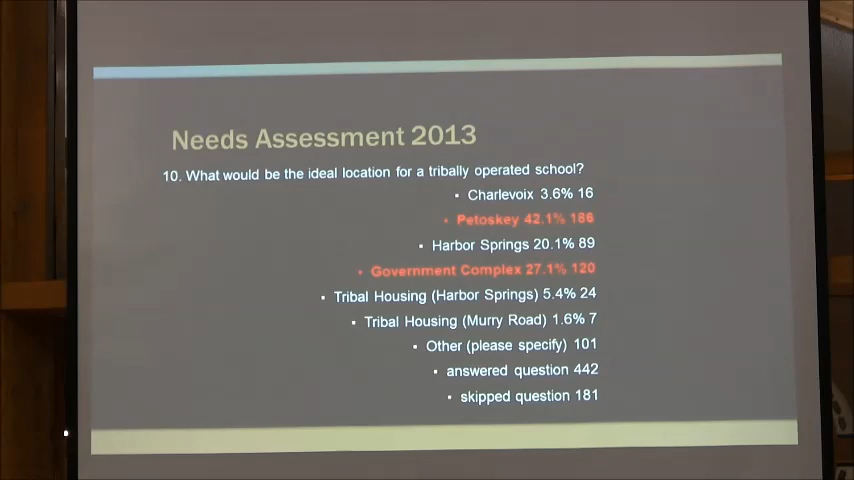 Needs Assessment 2013
10. What would be the ideal location for a tribally operated school?
▪ Charlevoix 3.6% 16
▪ Petoskey 42.1% 186
▪ Harbor Springs 20.1% 89
▪ Government Complex 27.1% 120
▪ Tribal Housing (Harbor Springs) 5.4% 24
▪ Tribal Housing (Murry Road) 1.6% 7
▪ Other (please specify) 101
▪ answered question 442
▪ skipped question 181